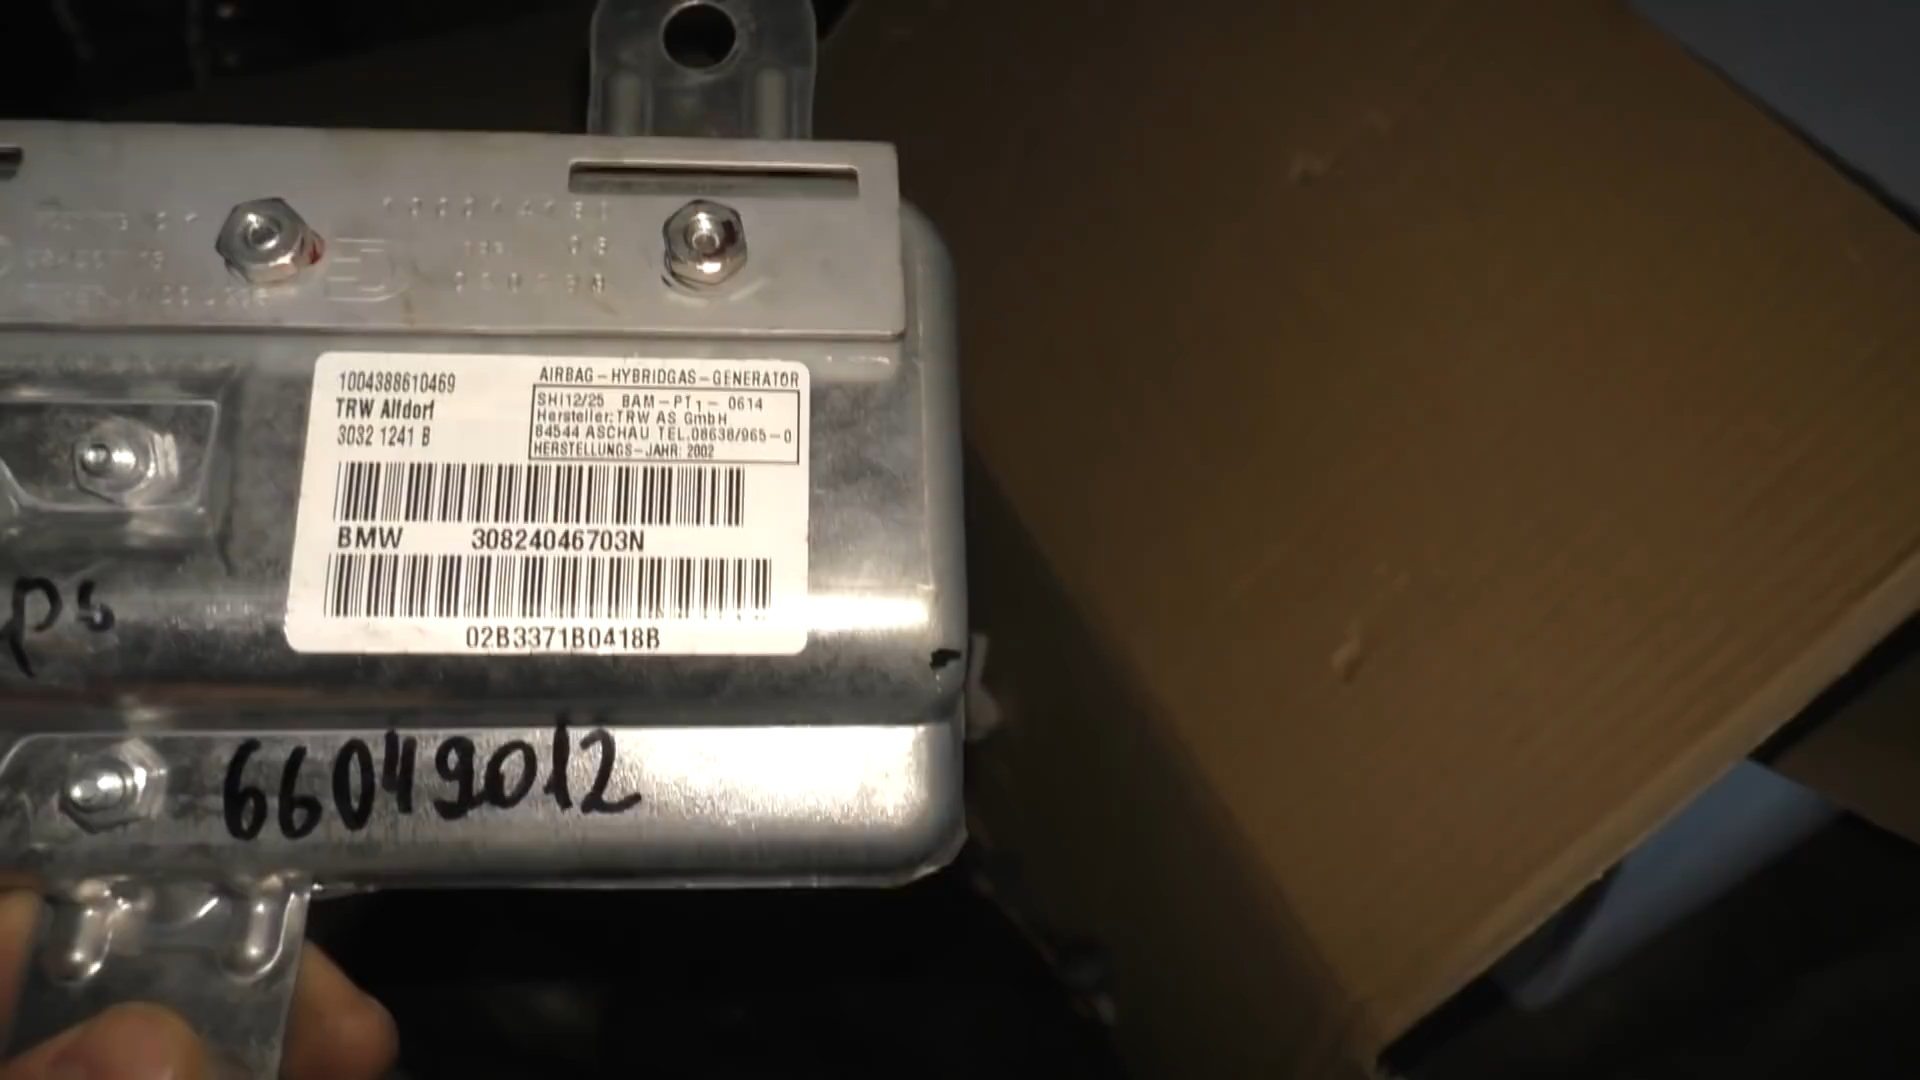 1004388610469
TRW Alfdorf
3032 1241 B
AIRBAG-HYBRIDGAS-GENERATOR
SHI12/25 BAM-PT1- 0614
Hersteller: TRW AS GmbH
84544 ASCHAU TEL.08638/965-0
HERSTELLUNGS-JAHR: 2002
BMW 30824046703N
02B3371B0418B
66049012